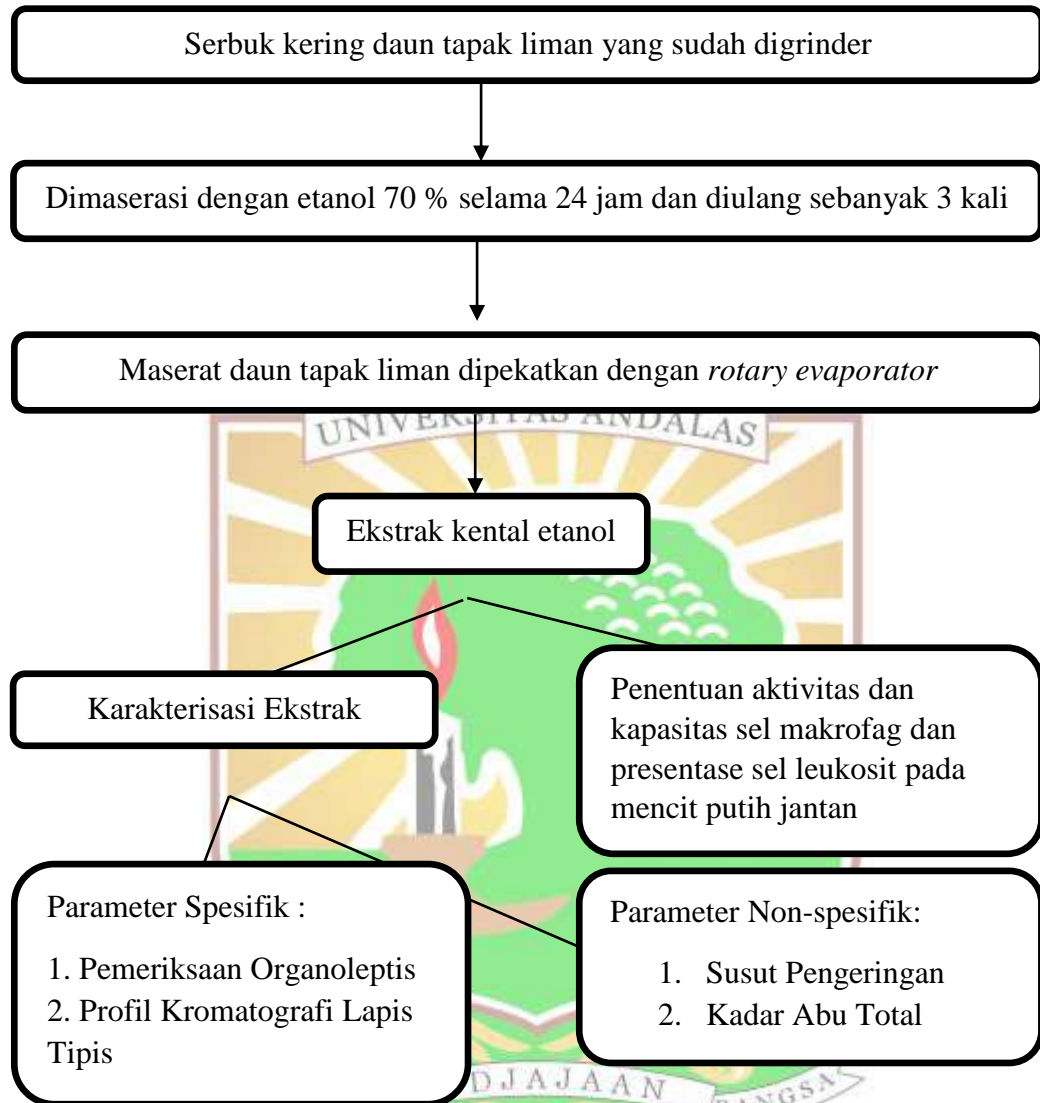 Serbuk kering daun tapak liman yang sudah digrinder
Dimaserasi dengan etanol 70 % selama 24 jam dan diulang sebanyak 3 kali
Maserat daun tapak liman dipekatkan dengan rotary evaporator
UNIVERSITAS ANDALAS
Ekstrak kental etanol
Karakterisasi Ekstrak
Penentuan aktivitas dan
kapasitas sel makrofag dan
presentase sel leukosit pada
mencit putih jantan
Parameter Spesifik :
1. Pemeriksaan Organoleptis
2. Profil Kromatografi Lapis
Tipis
Parameter Non-spesifik:
1. Susut Pengeringan
2. Kadar Abu Total
DJAJAAN
BANGSA